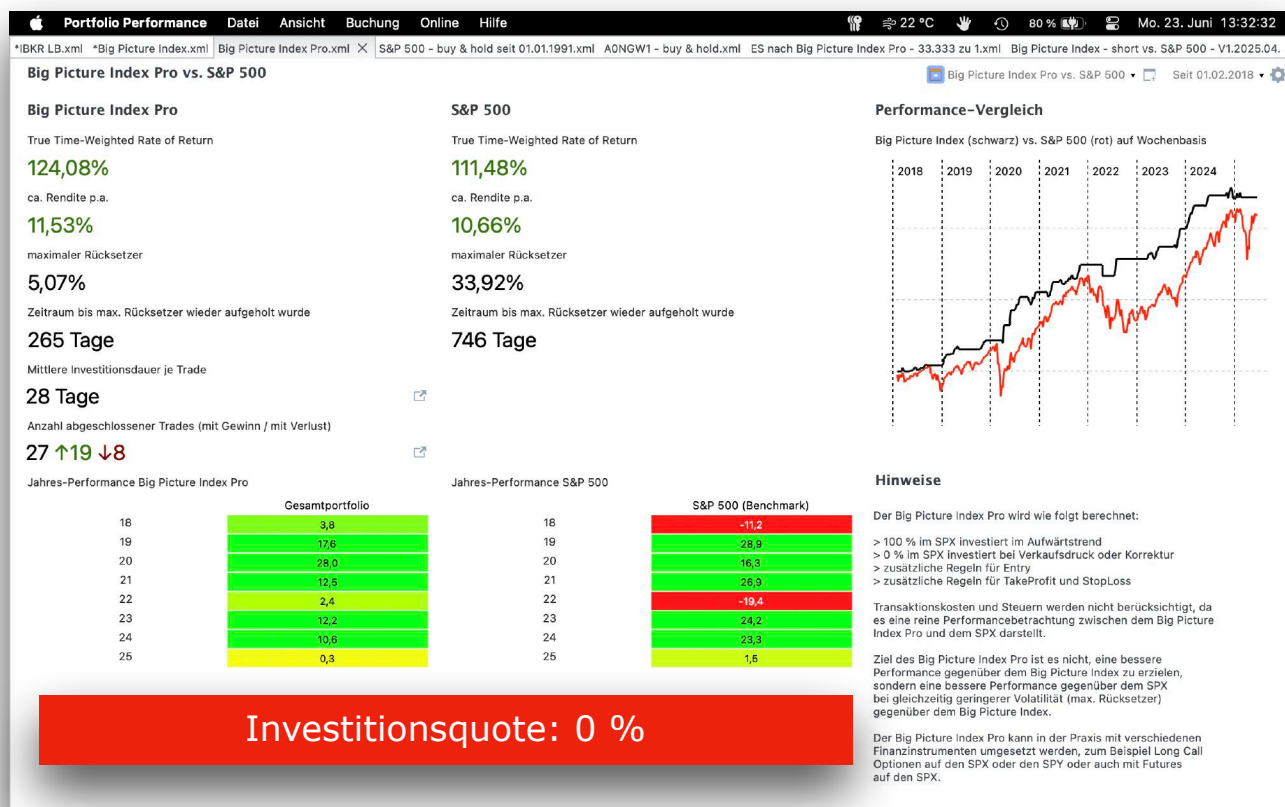 Portfolio Performance Datei Ansicht Buchung Online Hilfe 22 °C 80 % Mo. 23. Juni 13:32:32
*IBKR LB.xml *Big Picture Index.xml Big Picture Index Pro.xml S&P 500 - buy & hold seit 01.01.1991.xml A0NGW1 - buy & hold.xml ES nach Big Picture Index Pro - 33.333 zu 1.xml Big Picture Index - short vs. S&P 500 - V1.2025.04.
Big Picture Index Pro vs. S&P 500
Big Picture Index Pro vs. S&P 500 Seit 01.02.2018
Big Picture Index Pro
True Time-Weighted Rate of Return
124,08%
ca. Rendite p.a.
11,53%
maximaler Rücksetzer
5,07%
Zeitraum bis max. Rücksetzer wieder aufgeholt wurde
265 Tage
Mittlere Investitionsdauer je Trade
28 Tage
Anzahl abgeschlossener Trades (mit Gewinn / mit Verlust)
27 ↑19 ↓8
Jahres-Performance Big Picture Index Pro
Gesamtportfolio
18 3,8
19 17,6
20 28,0
21 12,5
22 2,4
23 12,2
24 10,6
25 0,3
S&P 500
True Time-Weighted Rate of Return
111,48%
ca. Rendite p.a.
10,66%
maximaler Rücksetzer
33,92%
Zeitraum bis max. Rücksetzer wieder aufgeholt wurde
746 Tage
Jahres-Performance S&P 500
S&P 500 (Benchmark)
18 -11,2
19 28,9
20 16,3
21 26,9
22 -19,4
23 24,2
24 23,3
25 1,5
Investitionsquote: 0 %
Performance-Vergleich
Big Picture Index (schwarz) vs. S&P 500 (rot) auf Wochenbasis
2018 2019 2020 2021 2022 2023 2024
Hinweise
Der Big Picture Index Pro wird wie folgt berechnet:
> 100 % im SPX investiert im Aufwärtstrend
> 0 % im SPX investiert bei Verkaufsdruck oder Korrektur
> zusätzliche Regeln für Entry
> zusätzliche Regeln für TakeProfit und StopLoss
Transaktionskosten und Steuern werden nicht berücksichtigt, da
es eine reine Performancebetrachtung zwischen dem Big Picture
Index Pro und dem SPX darstellt.
Ziel des Big Picture Index Pro ist es nicht, eine bessere
Performance gegenüber dem Big Picture Index zu erzielen,
sondern eine bessere Performance gegenüber dem SPX
bei gleichzeitig geringerer Volatilität (max. Rücksetzer)
gegenüber dem Big Picture Index.
Der Big Picture Index Pro kann in der Praxis mit verschiedenen
Finanzinstrumenten umgesetzt werden, zum Beispiel Long Call
Optionen auf den SPX oder den SPY oder auch mit Futures
auf den SPX.